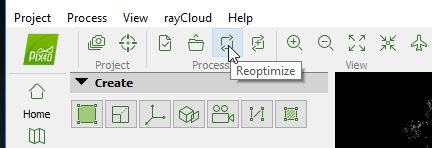 Project Process View rayCloud Help
PIX4D
Project Process View
Reoptimize
Create
Home